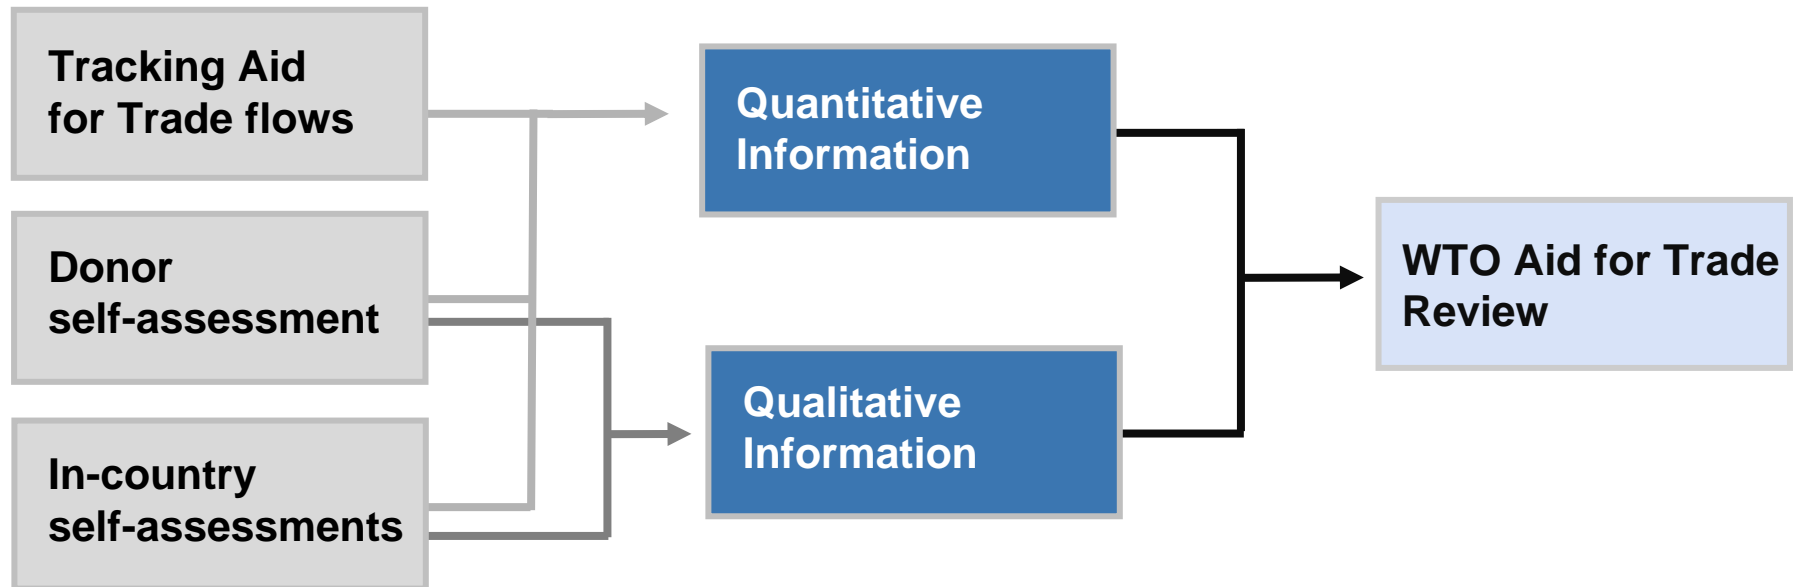 Tracking Aid
for Trade flows
Donor
self-assessment
In-country
self-assessments
Quantitative
Information
Qualitative
Information
WTO Aid for Trade
Review